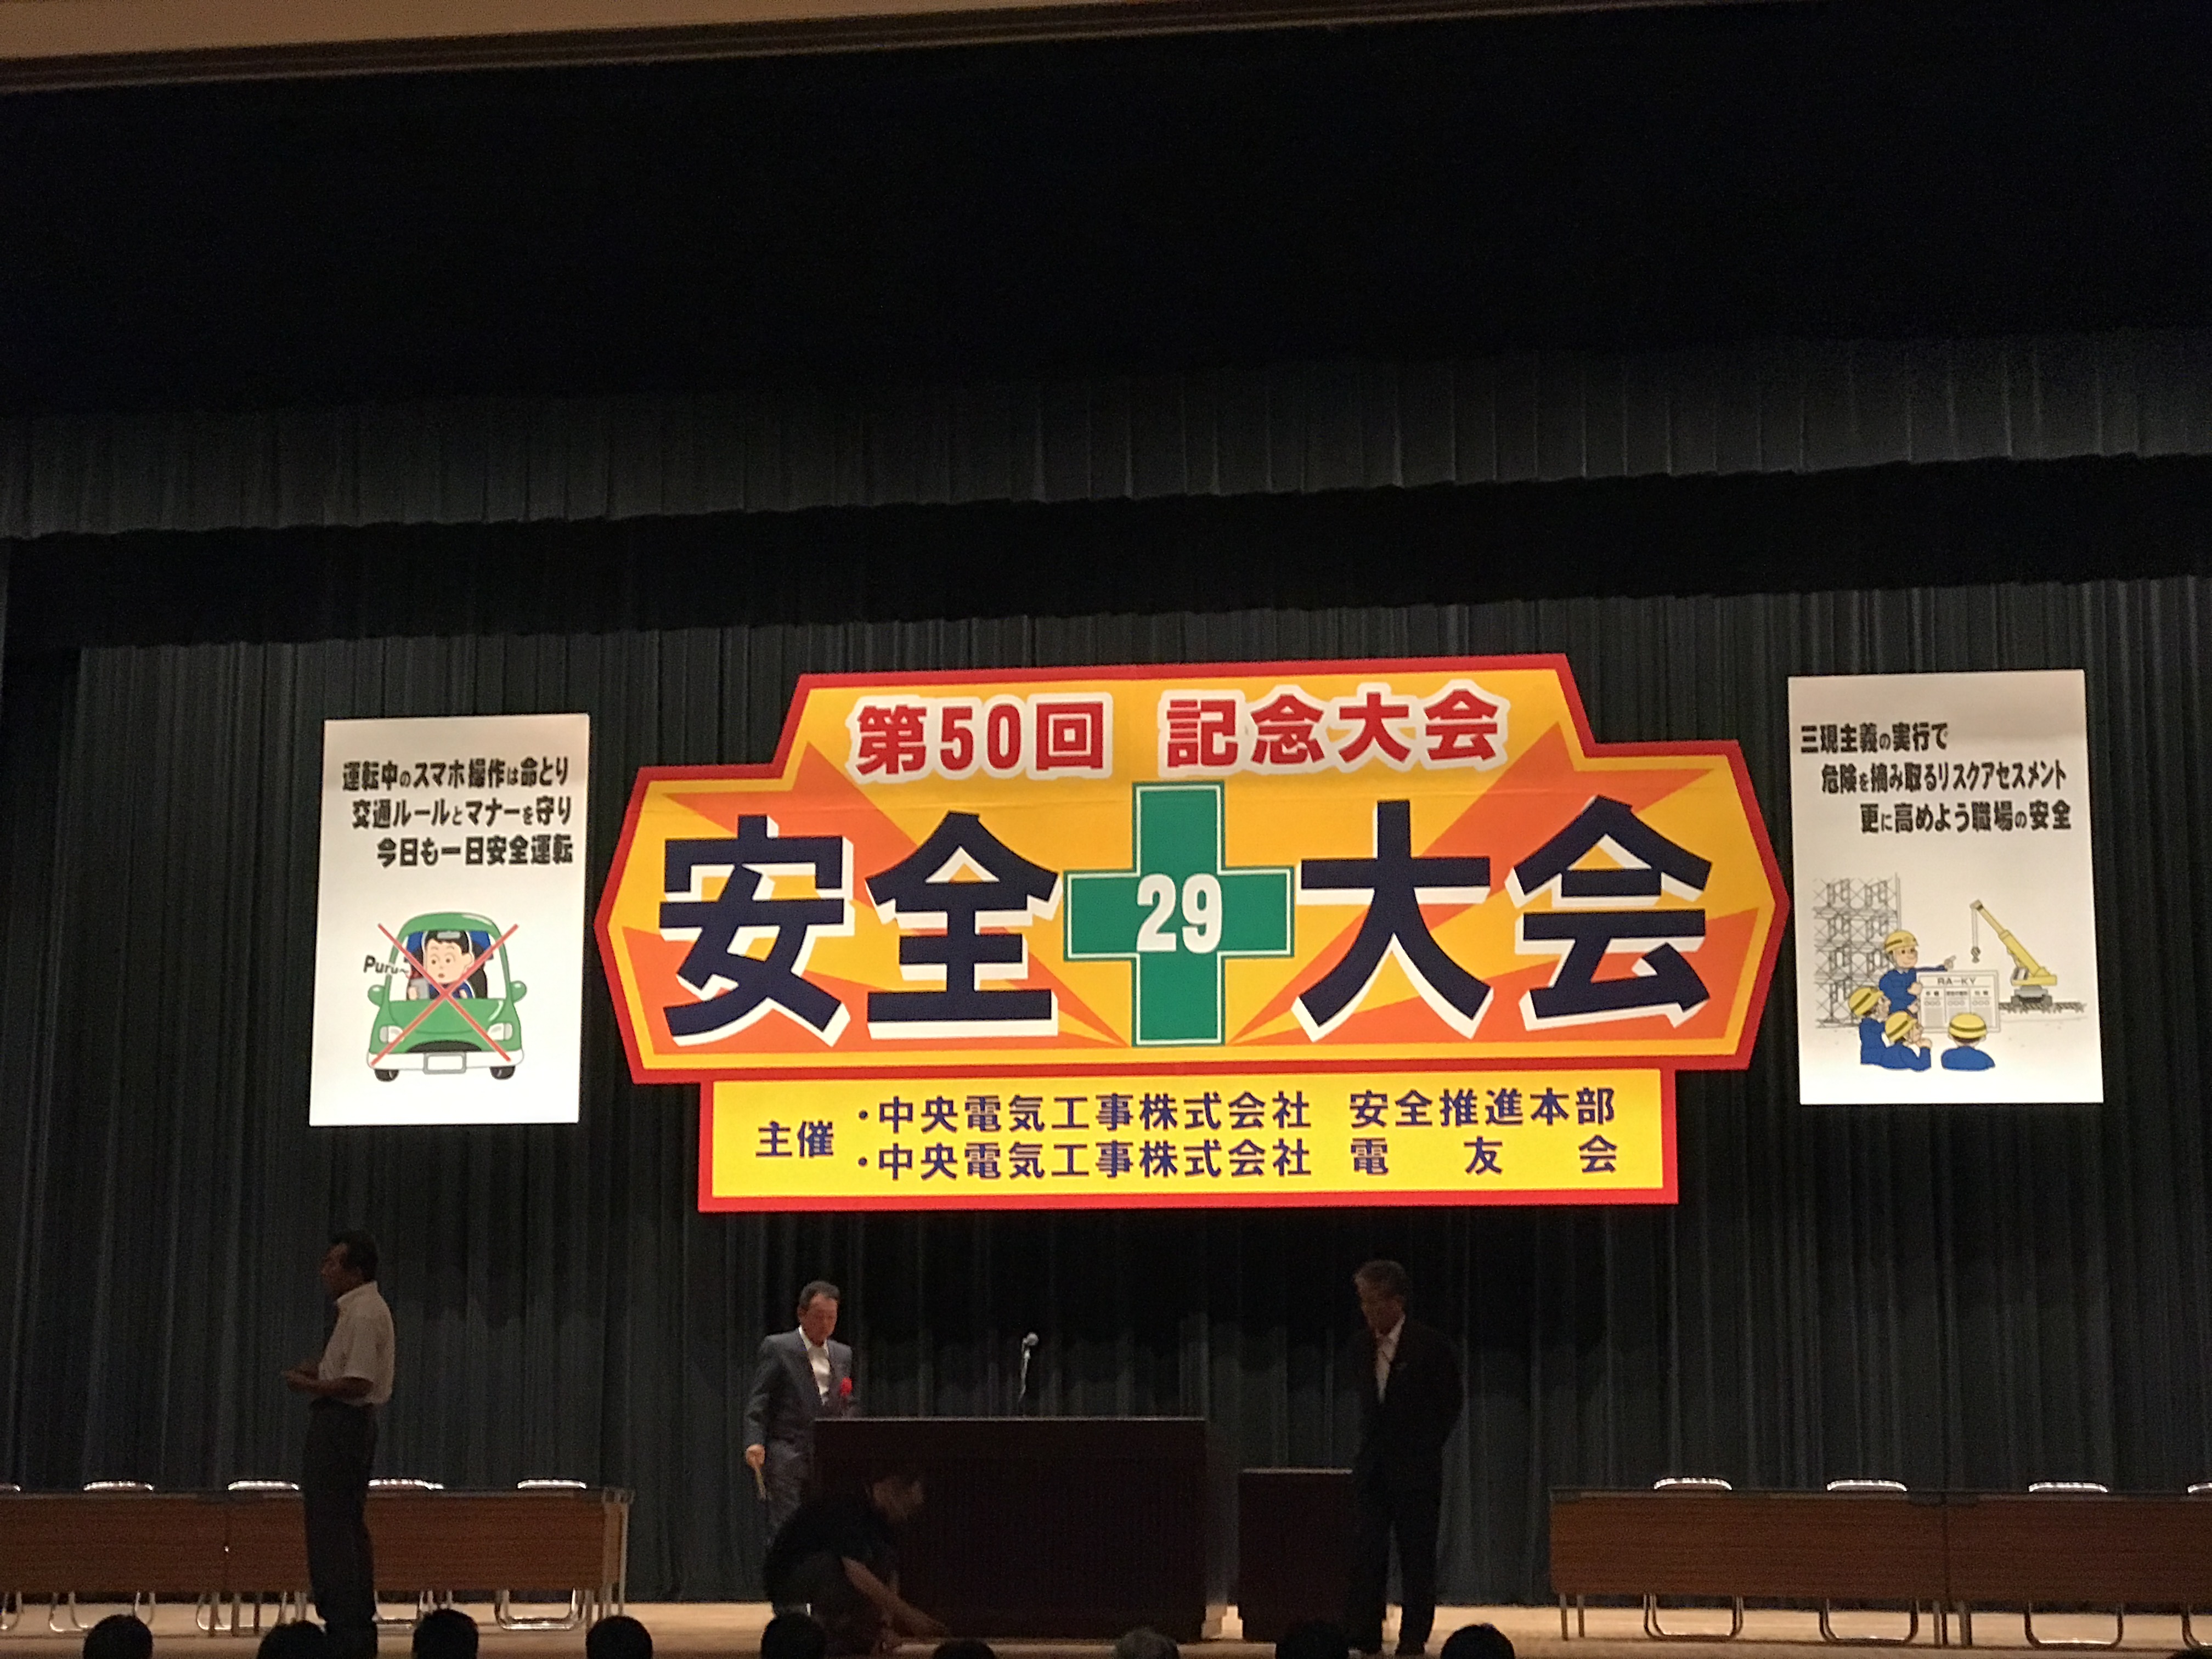 第50回 記念大会
安全 29 大会
主催
・中央電気工事株式会社 安全推進本部
・中央電気工事株式会社 電友会
運転中のスマホ操作は命とり
交通ルールとマナーを守り
今日も一日安全運転
Puru～
三現主義の実行で
危険を摘み取るリスクアセスメント
更に高めよう職場の安全
RA-KY